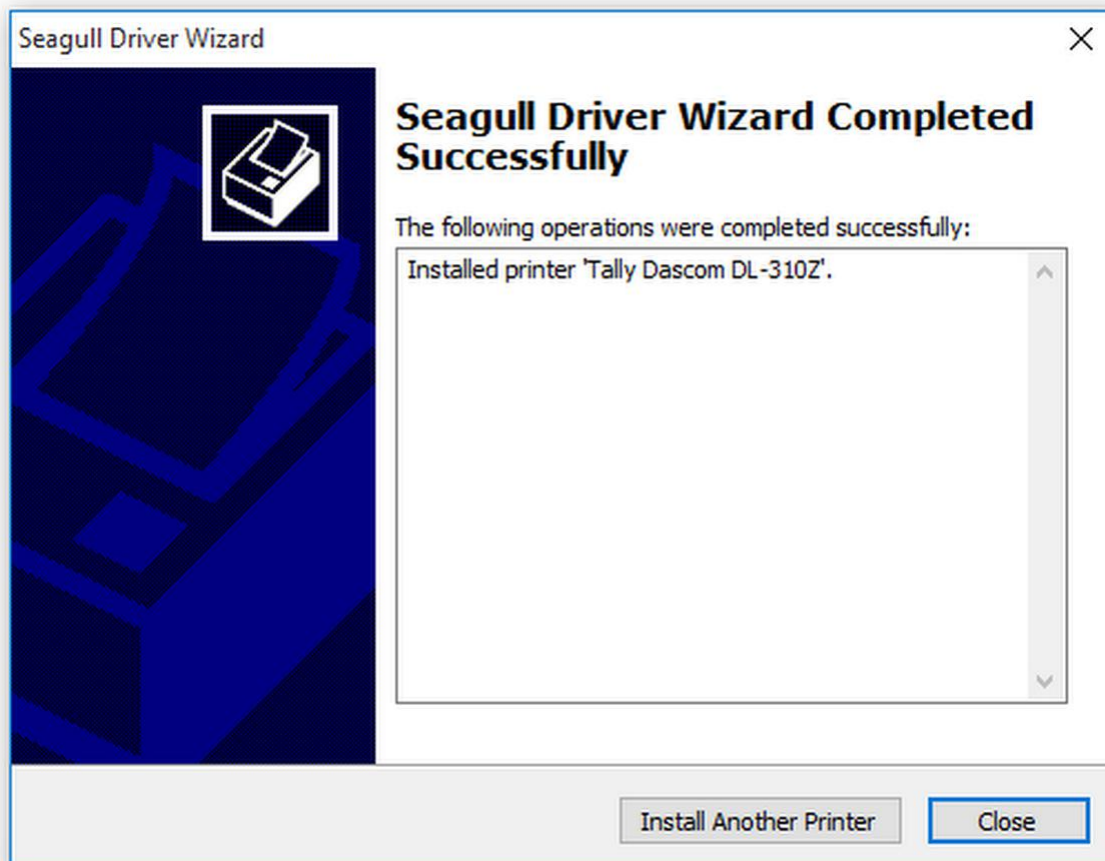 Seagull Driver Wizard
Seagull Driver Wizard Completed
Successfully
The following operations were completed successfully:
Installed printer 'Tally Dascom DL-310Z'.
Install Another Printer
Close